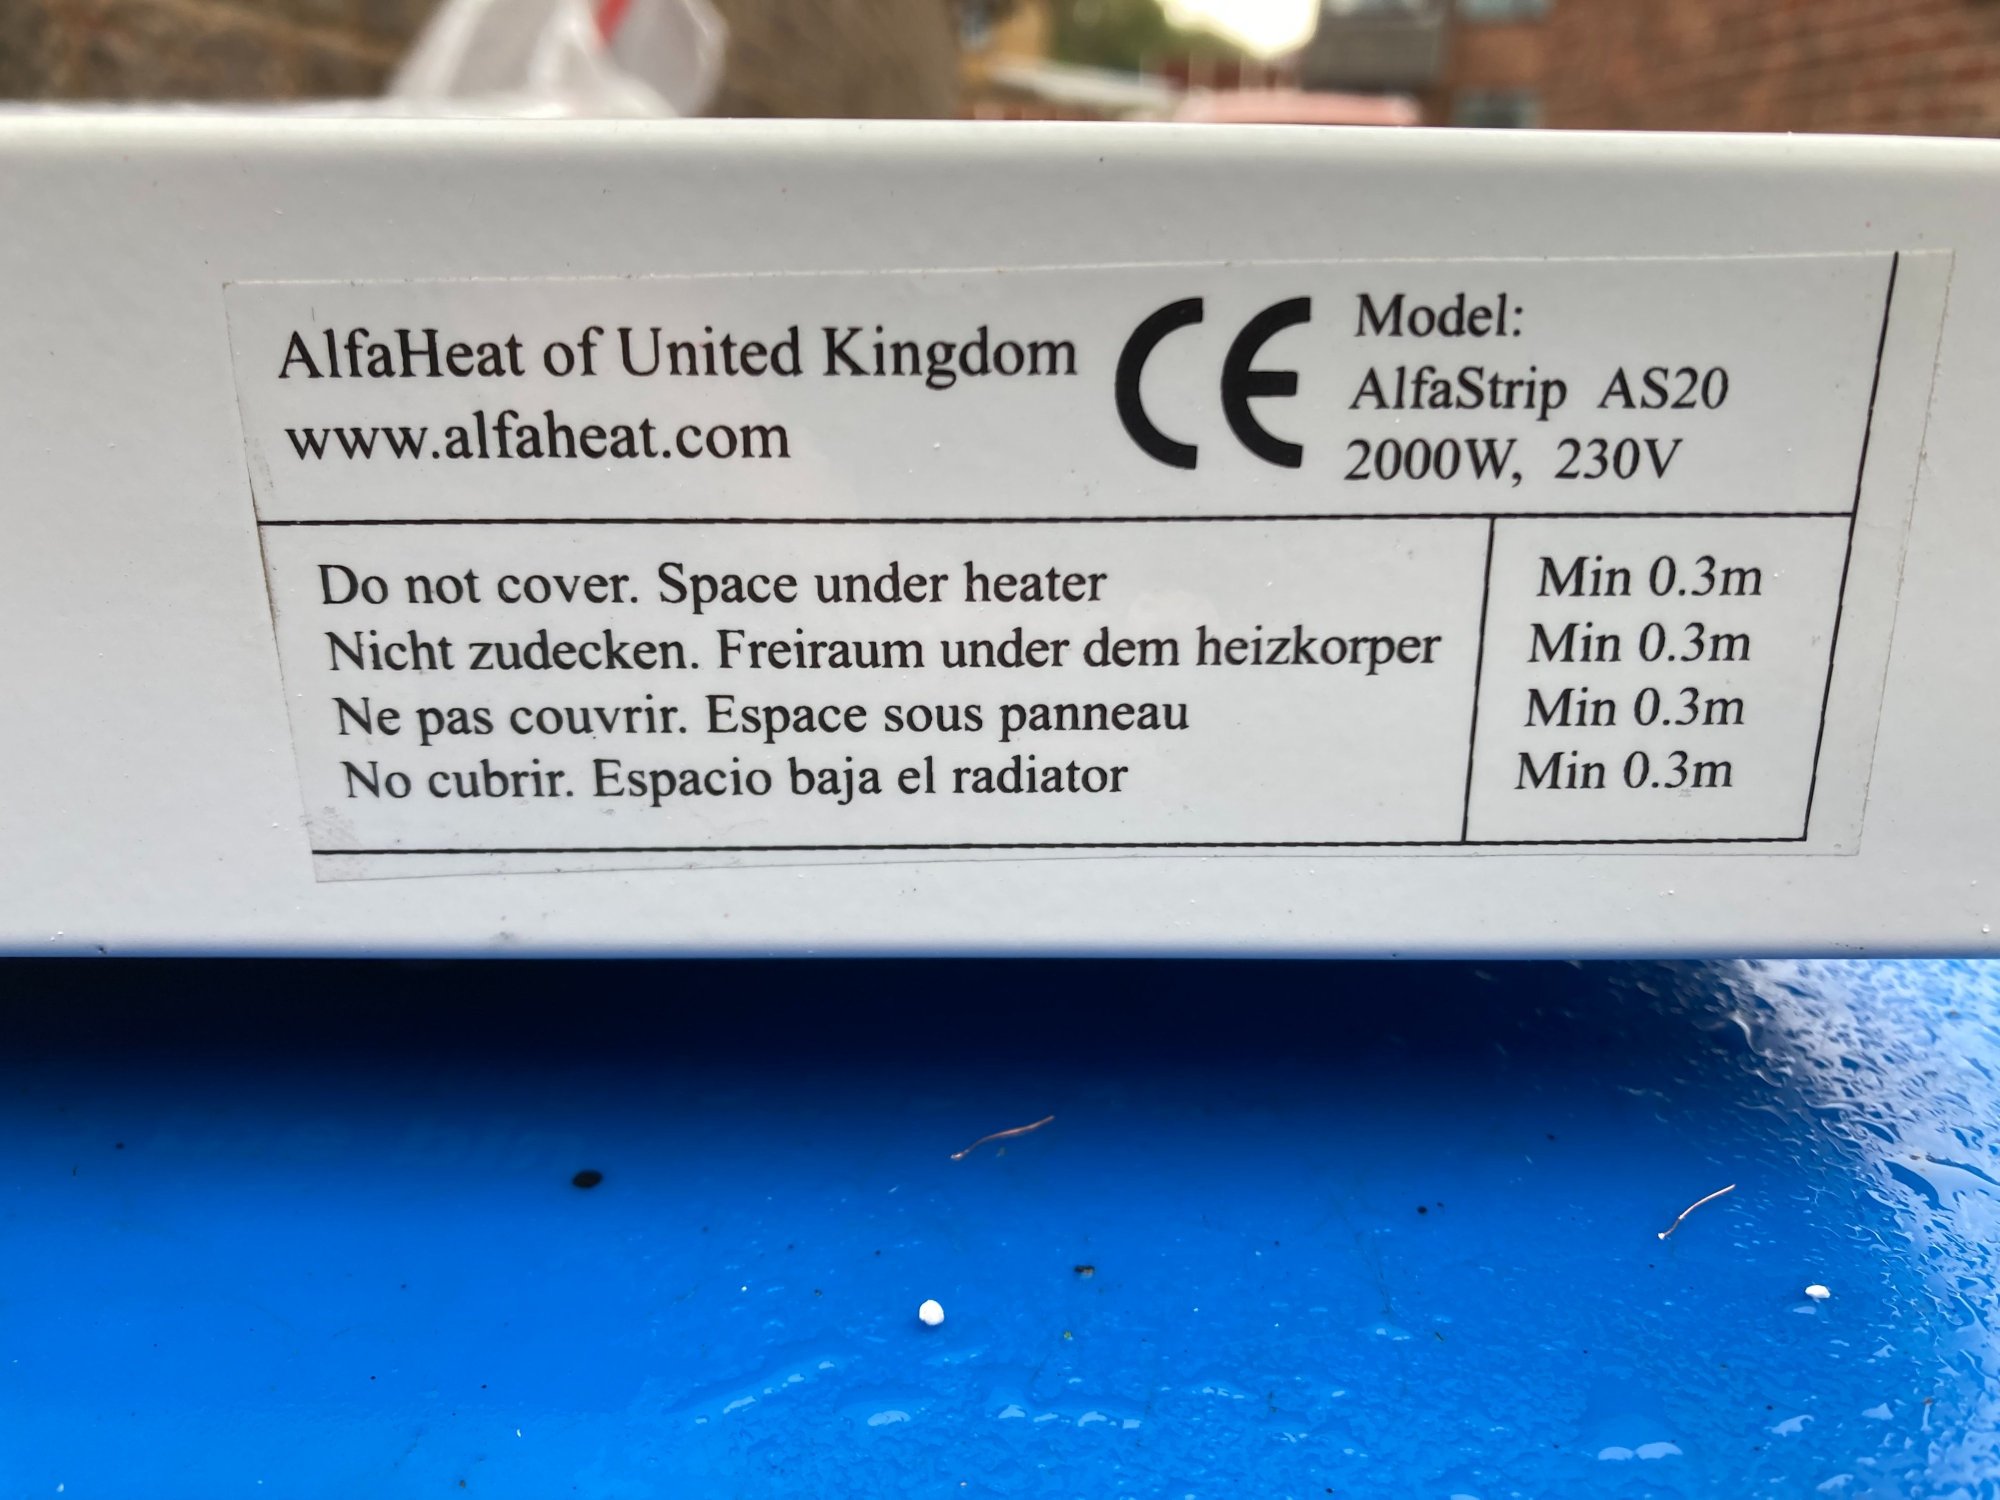 AlfaHeat of United Kingdom
www.alfaheat.com
CE
Model:
AlfaStrip AS20
2000W, 230V
Do not cover. Space under heater Min 0.3m
Nicht zudecken. Freiraum under dem heizkorper Min 0.3m
Ne pas couvrir. Espace sous panneau Min 0.3m
No cubrir. Espacio baja el radiator Min 0.3m